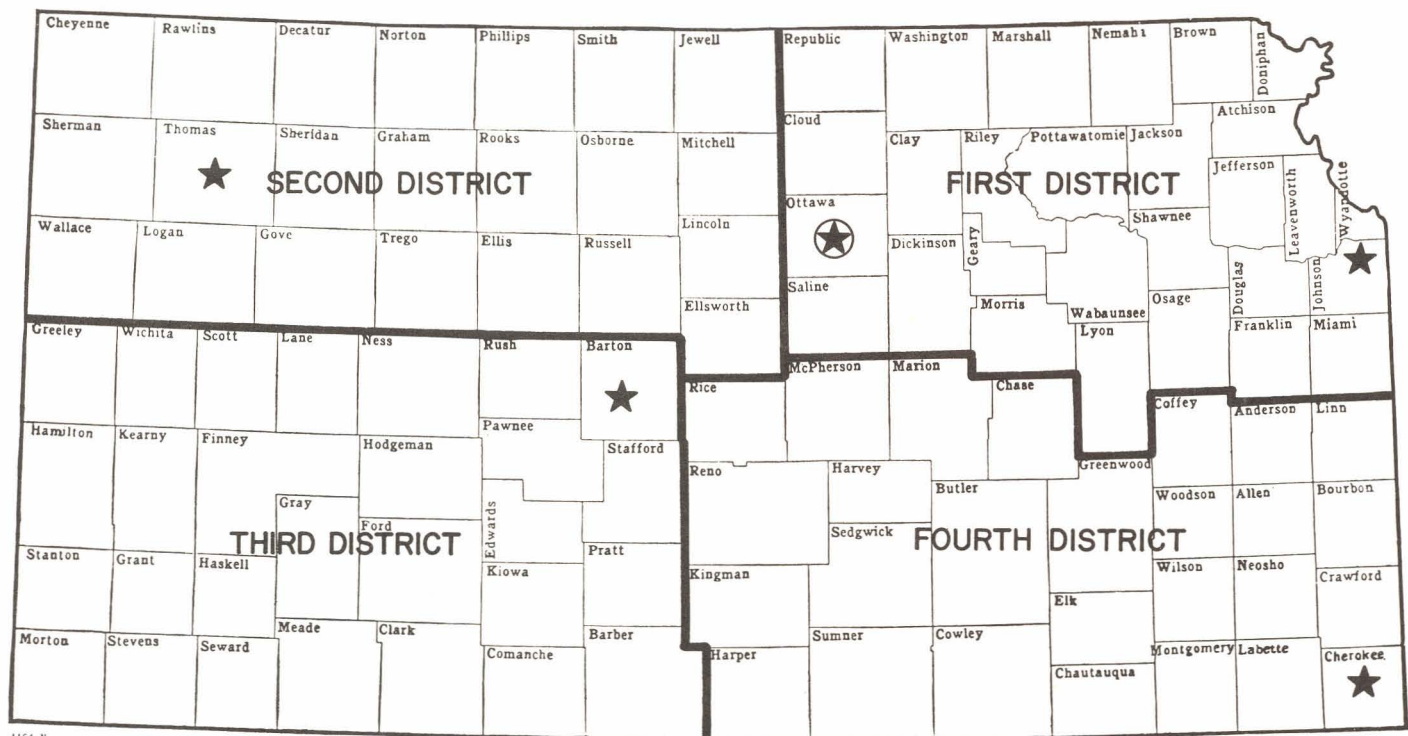 Cheyenne Rawlins Decatur Norton Phillips Smith Jewell Republic Washington Marshall Nemaha Brown Doniphan
Atchison
Sherman Thomas Sheridan Graham Rooks Osborne Mitchell Cloud Clay Riley Pottawatomie Jackson
Jefferson Leavenworth Wyandotte
SECOND DISTRICT FIRST DISTRICT
Wallace Logan Gove Trego Ellis Russell Lincoln Ottawa Dickinson Geary Shawnee
Ellsworth Saline Morris Wabaunsee Osage Douglas Johnson
Greeley Wichita Scott Lane Ness Rush Barton Lyon Franklin Miami
Rice McPherson Marion Chase Coffey Anderson Linn
Hamilton Kearny Finney Hodgeman Pawnee Stafford Reno Harvey Butler Greenwood
Gray Ford Edwards Sedgwick Woodson Allen Bourbon
THIRD DISTRICT FOURTH DISTRICT
Stanton Grant Haskell Kiowa Pratt Kingman Elk Wilson Neosho Crawford
Morton Stevens Seward Meade Clark Comanche Barber Harper Sumner Cowley Chautauqua Montgomery Labette Cherokee